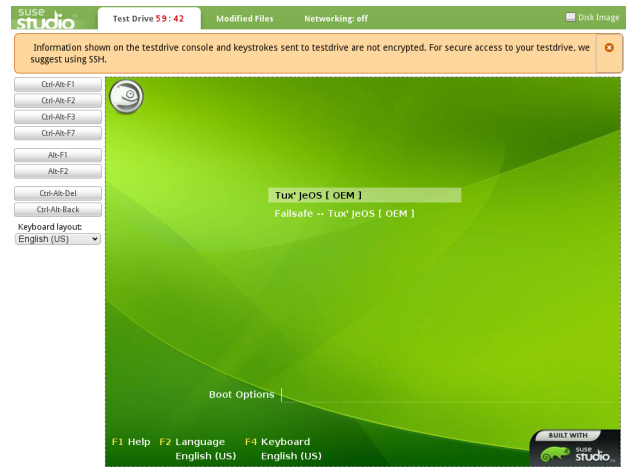 suse
studio
Test Drive 59:42
Modified Files
Networking: off
Disk Image
Information shown on the testdrive console and keystrokes sent to testdrive are not encrypted. For secure access to your testdrive, we
suggest using SSH.
Ctrl-Alt-F1
Ctrl-Alt-F2
Ctrl-Alt-F3
Ctrl-Alt-F7
Alt-F1
Alt-F2
Ctrl-Alt-Del
Ctrl-Alt-Back
Keyboard layout:
English (US)
Tux' JeOS [ OEM ]
Failsafe -- Tux' JeOS [ OEM ]
Boot Options
F1 Help F2 Language F4 Keyboard
English (US) English (US)
BUILT WITH
suse
studio